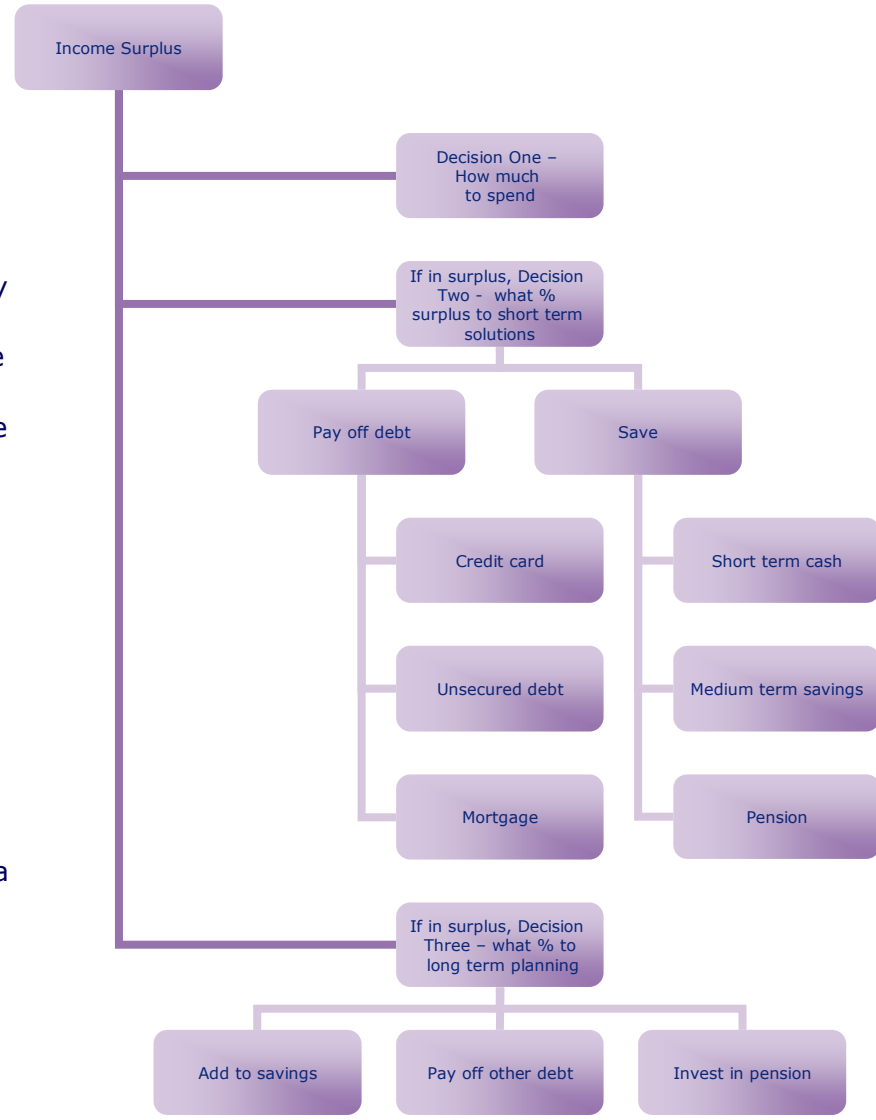 Income Surplus
Decision One –
How much
to spend
If in surplus, Decision
Two -  what %
surplus to short term
solutions
Pay off debt
Save
Credit card
Short term cash
Unsecured debt
Medium term savings
Mortgage
Pension
If in surplus, Decision
Three – what % to
long term planning
Add to savings
Pay off other debt
Invest in pension